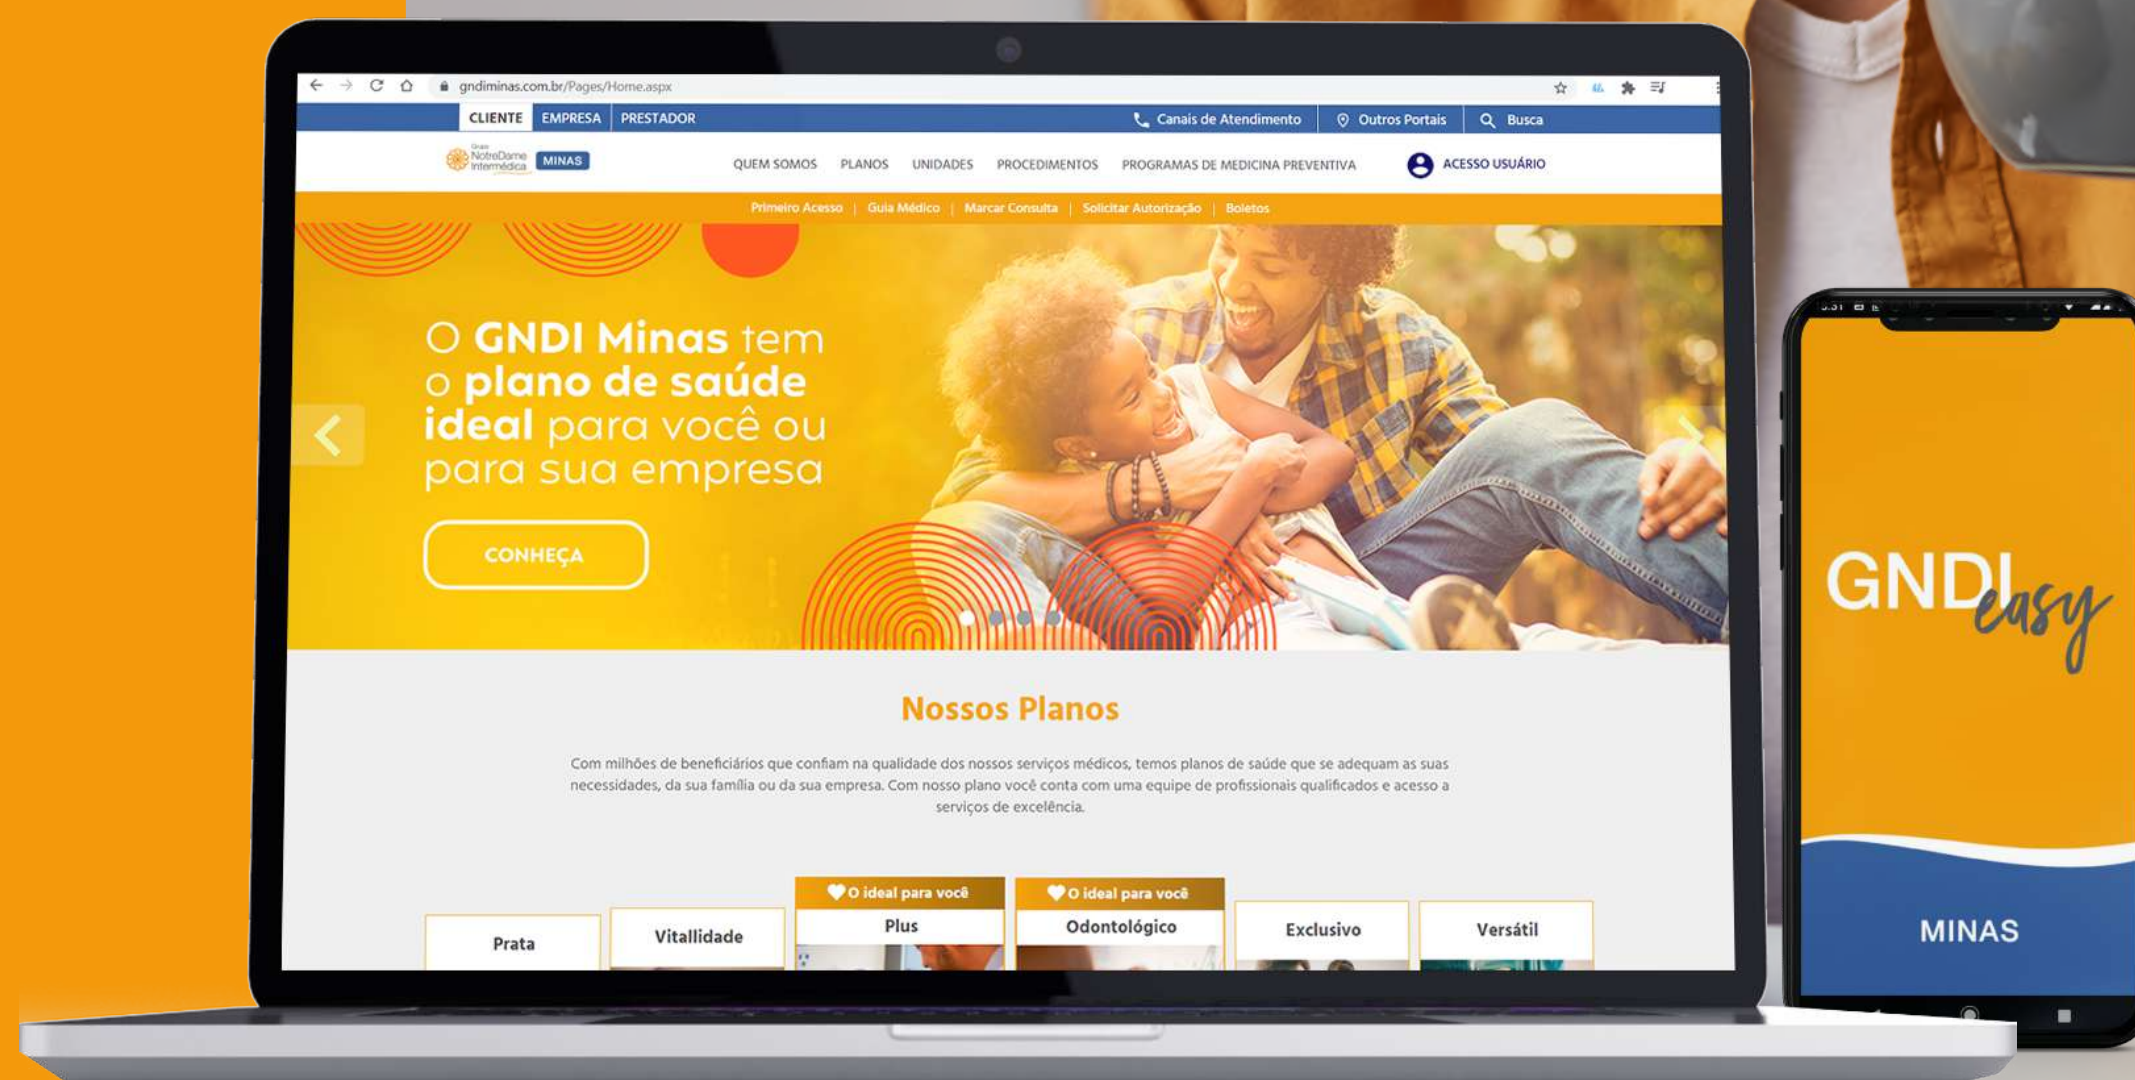 gndiminas.com.br/Pages/Home.aspx
CLIENTE EMPRESA PRESTADOR Canais de Atendimento Outros Portais Busca
Grupo
NotreDame
Intermédica MINAS
QUEM SOMOS PLANOS UNIDADES PROCEDIMENTOS PROGRAMAS DE MEDICINA PREVENTIVA ACESSO USUÁRIO
Primeiro Acesso | Guia Médico | Marcar Consulta | Solicitar Autorização | Boletos
O GNDI Minas tem
o plano de saúde
ideal para você ou
para sua empresa
CONHEÇA
Nossos Planos
Com milhões de beneficiários que confiam na qualidade dos nossos serviços médicos, temos planos de saúde que se adequam as suas
necessidades, da sua família ou da sua empresa. Com nosso plano você conta com uma equipe de profissionais qualificados e acesso a
serviços de excelência.
O ideal para você O ideal para você
Prata Vitallidade Plus Odontológico Exclusivo Versátil
GNDI
easy
MINAS